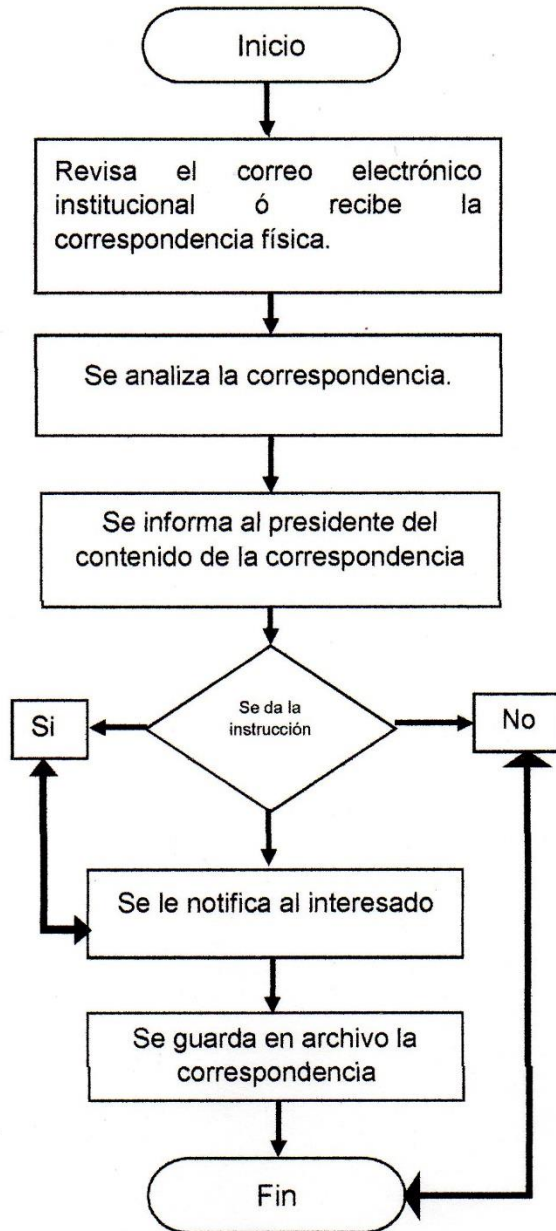 Inicio
Revisa el correo electrónico
institucional ó recibe la
correspondencia física.
Se analiza la correspondencia.
Se informa al presidente del
contenido de la correspondencia
Se da la
instrucción
Si
No
Se le notifica al interesado
Se guarda en archivo la
correspondencia
Fin